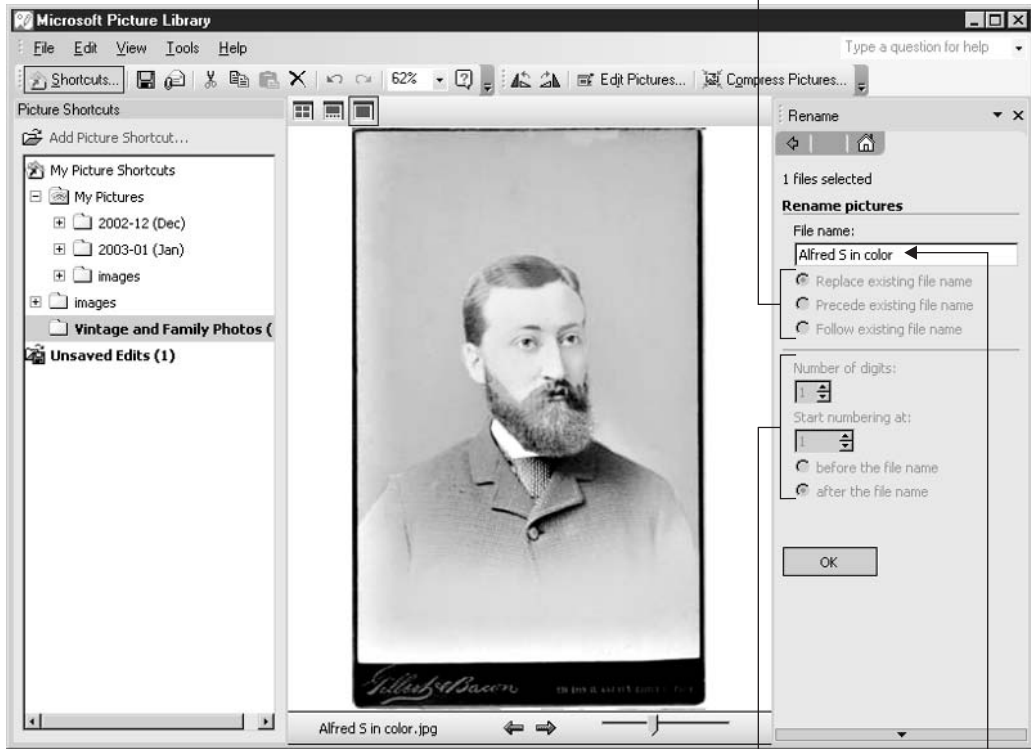 Microsoft Picture Library
File Edit View Tools Help
Type a question for help
Shortcuts... 62% Edit Pictures... Compress Pictures...
Picture Shortcuts
Add Picture Shortcut...
My Picture Shortcuts
My Pictures
2002-12 (Dec)
2003-01 (Jan)
images
images
Vintage and Family Photos (
Unsaved Edits (1)
Gilbert & Bacon
Alfred S in color.jpg
Rename
1 files selected
Rename pictures
File name:
Alfred S in color
Replace existing file name
Precede existing file name
Follow existing file name
Number of digits:
1
Start numbering at:
1
before the file name
after the file name
OK